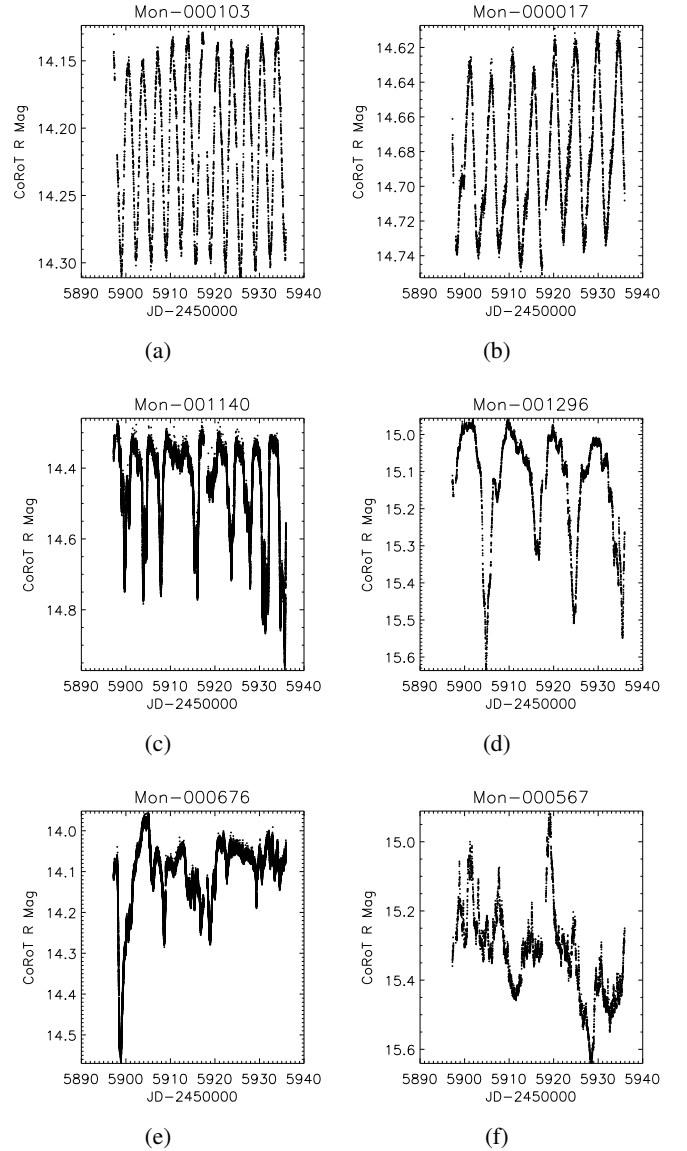 Mon-000103 Mon-000017
14.15 14.62
14.64
14.20 14.66
CoRoT R Mag CoRoT R Mag
14.68
14.25 14.70
14.72
14.30 14.74
5890 5900 5910 5920 5930 5940 5890 5900 5910 5920 5930 5940
JD-2450000 JD-2450000
(a) (b)
Mon-001140 Mon-001296
15.0
14.4 15.1
15.2
CoRoT R Mag CoRoT R Mag
14.6 15.3
15.4
14.8 15.5
15.6
5890 5900 5910 5920 5930 5940 5890 5900 5910 5920 5930 5940
JD-2450000 JD-2450000
(c) (d)
Mon-000676 Mon-000567
14.0 15.0
14.1
14.2 15.2
CoRoT R Mag CoRoT R Mag
14.3
14.4 15.4
14.5 15.6
5890 5900 5910 5920 5930 5940 5890 5900 5910 5920 5930 5940
JD-2450000 JD-2450000
(e) (f)